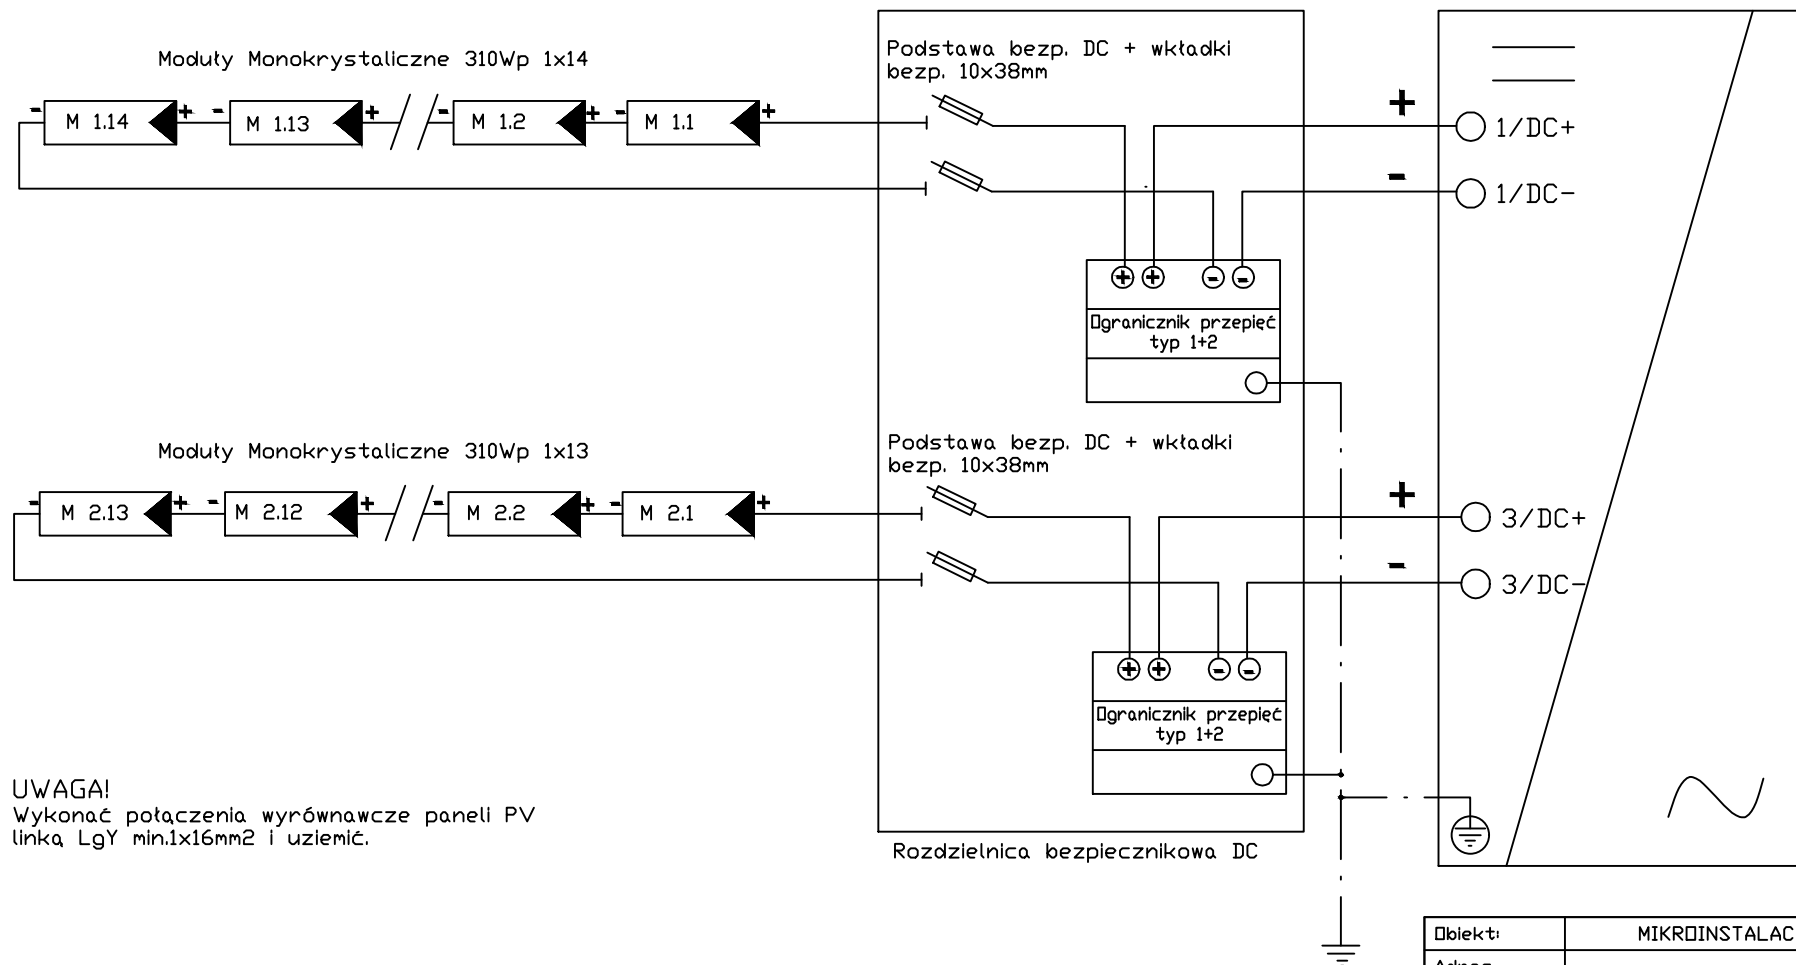 Moduły Monokrystaliczne 310Wp 1x14
- M 1.14 + - M 1.13 + - M 1.2 + - M 1.1 +
Podstawa bezp. DC + wkładki
bezp. 10x38mm
+
1/DC+
-
1/DC-
+ + - -
Ogranicznik przepięć
typ 1+2
Moduły Monokrystaliczne 310Wp 1x13
- M 2.13 + - M 2.12 + - M 2.2 + - M 2.1 +
Podstawa bezp. DC + wkładki
bezp. 10x38mm
+
3/DC+
-
3/DC-
+ + - -
Ogranicznik przepięć
typ 1+2
UWAGA!
Wykonać połączenia wyrównawcze paneli PV
linką LgY min.1x16mm2 i uziemić.
Rozdzielnica bezpiecznikowa DC
Obiekt: MIKROINSTALAC